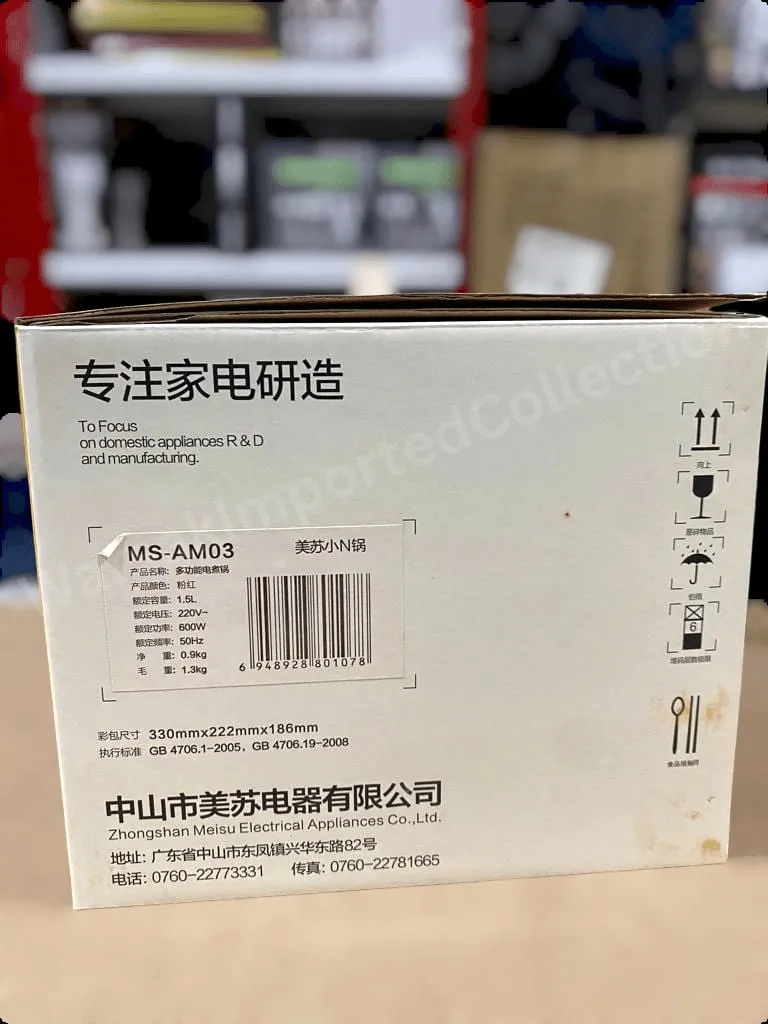 专注家电研造
To Focus
on domestic appliances R & D
and manufacturing.
MS-AM03 美苏小N锅
产品名称: 多功能电煮锅
产品颜色: 粉红
额定容量: 1.5L
额定电压: 220V~
额定功率: 600W
额定频率: 50Hz
净 重: 0.9kg
毛 重: 1.3kg
6 948928 801078
彩包尺寸 330mmx222mmx186mm
执行标准 GB 4706.1-2005, GB 4706.19-2008
中山市美苏电器有限公司
Zhongshan Meisu Electrical Appliances Co.,Ltd.
地址: 广东省中山市东凤镇兴华东路82号
电话: 0760-22773331 传真: 0760-22781665
向上
易碎物品
怕雨
6
堆码层数极限
食品接触用
ImportedCollection